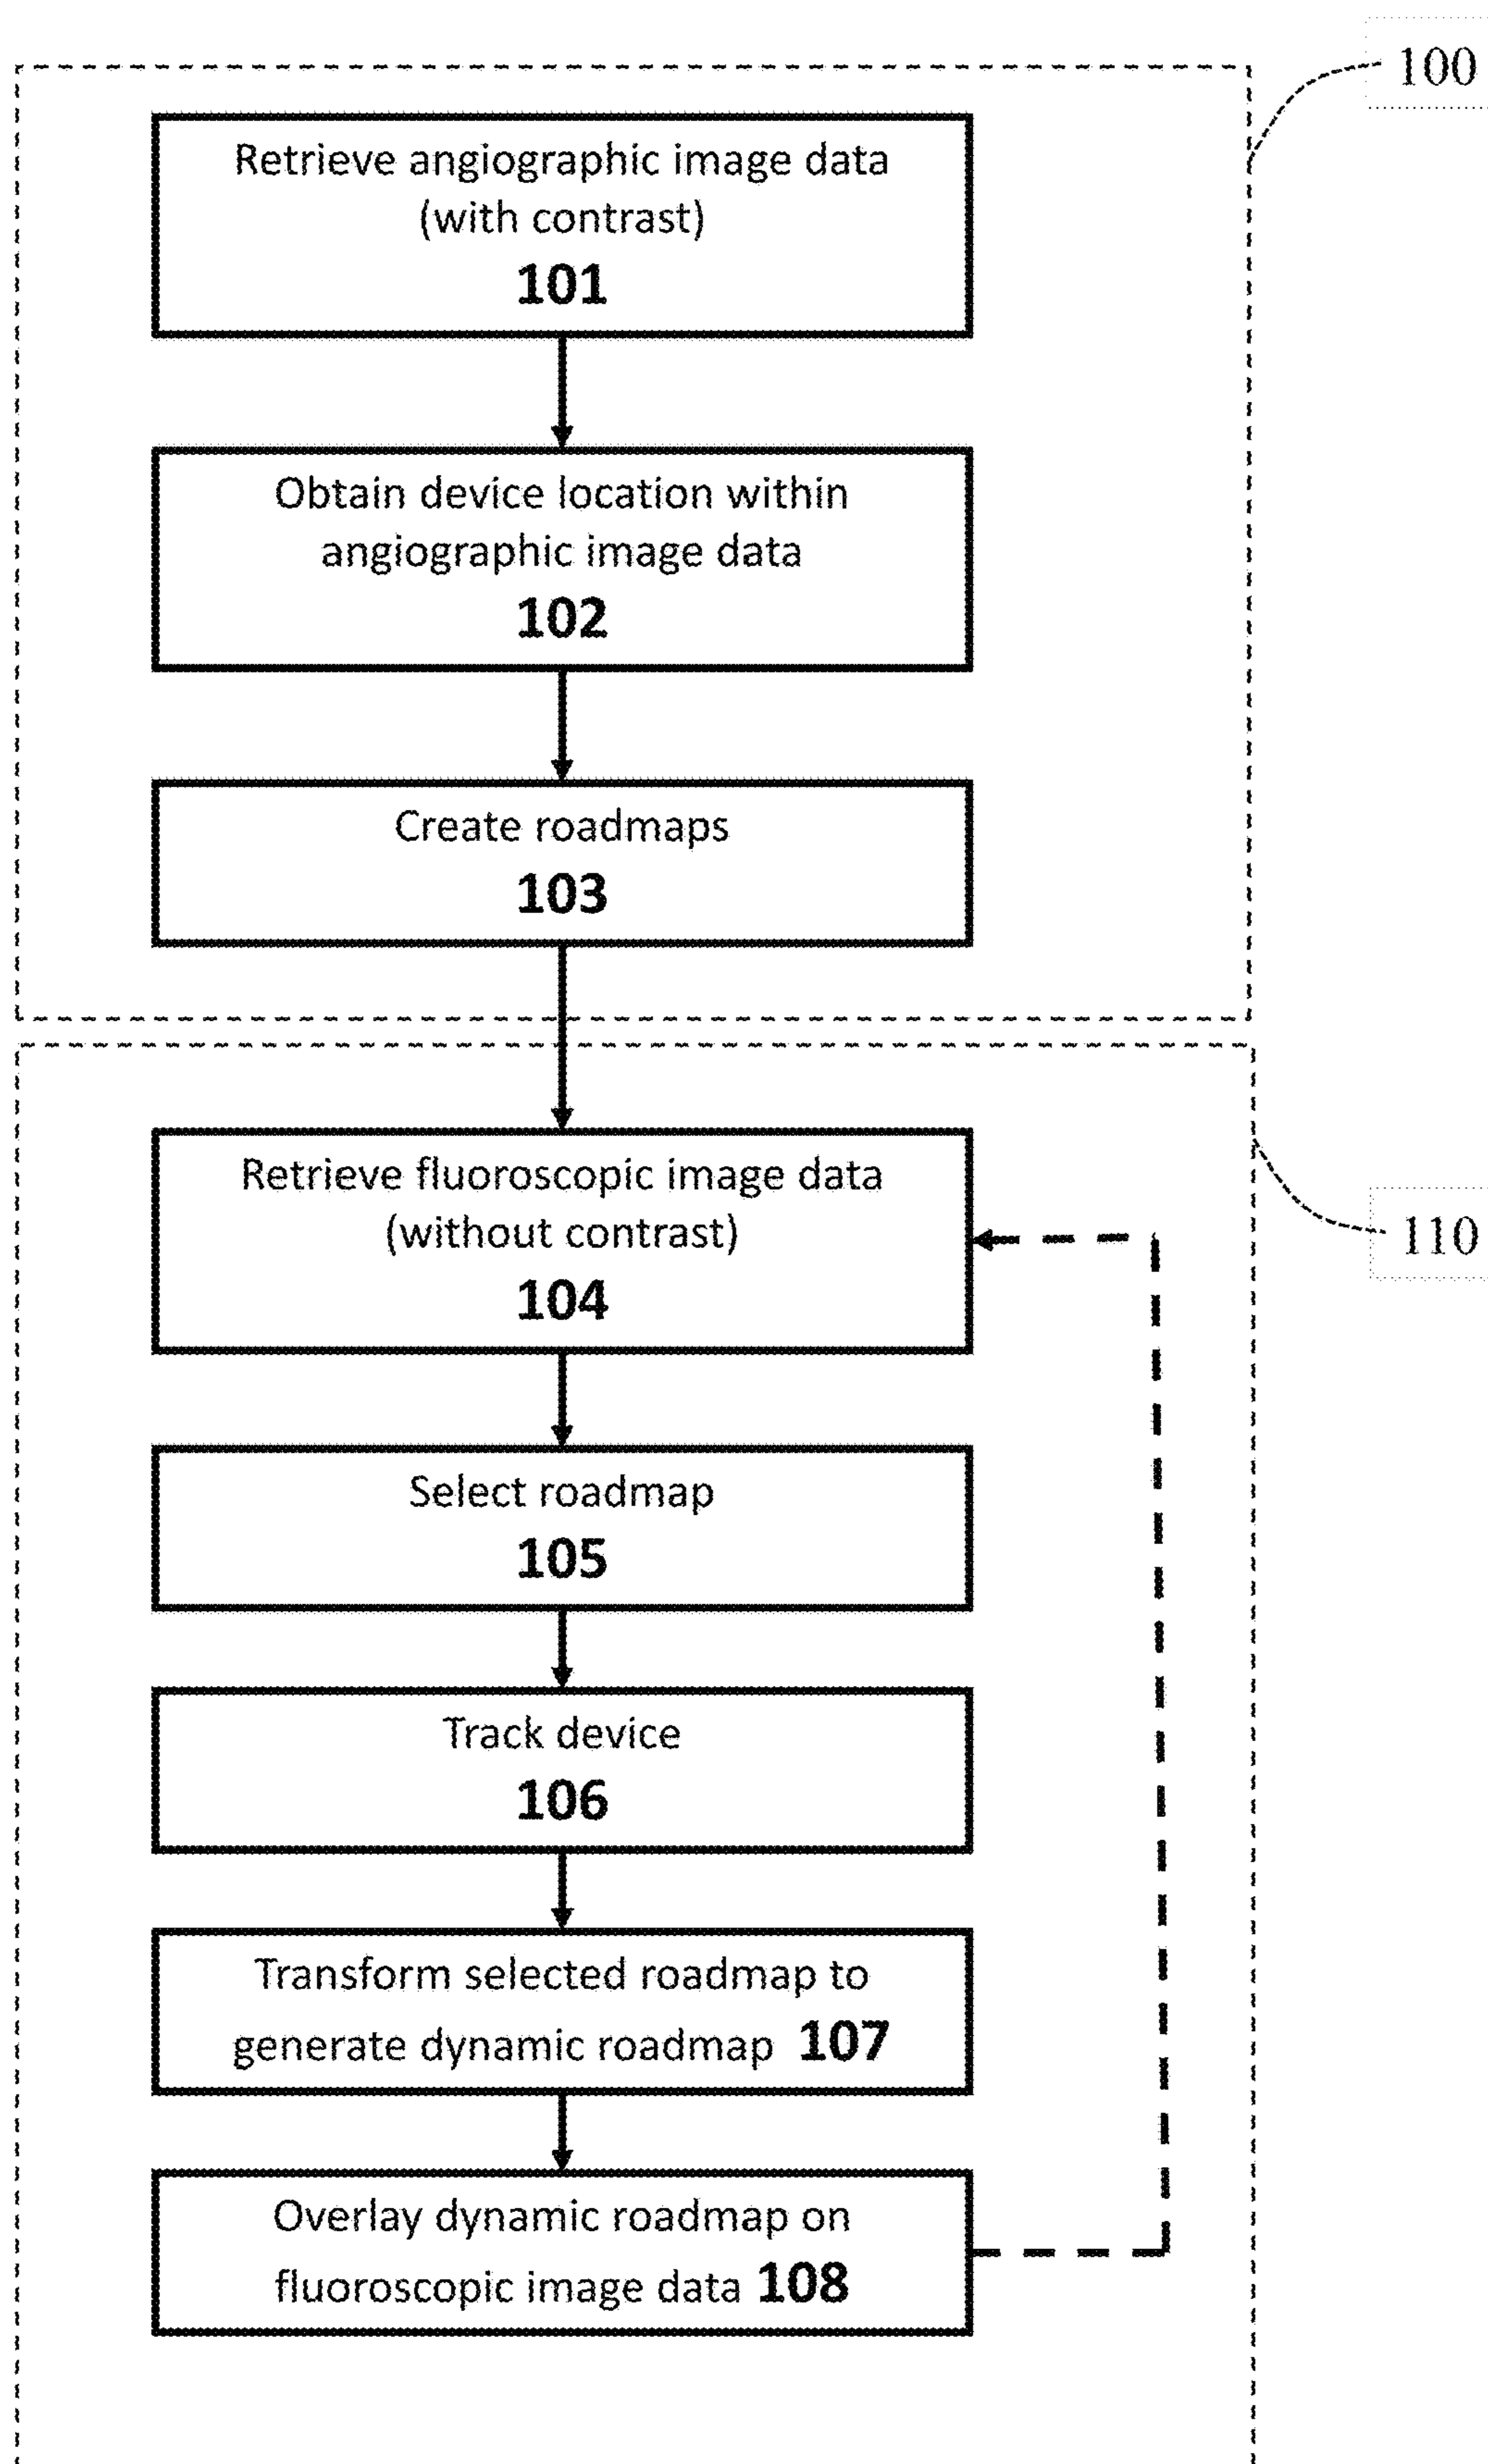 100
Retrieve angiographic image data
(with contrast)
101
Obtain device location within
angiographic image data
102
Create roadmaps
103
Retrieve fluoroscopic image data
(without contrast)
104
110
Select roadmap
105
Track device
106
Transform selected roadmap to
generate dynamic roadmap 107
Overlay dynamic roadmap on
fluoroscopic image data 108